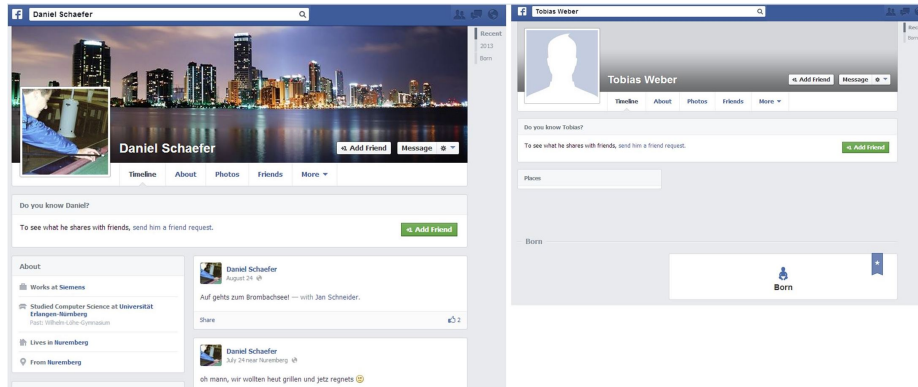 Daniel Schaefer
Recent
2013
Born
Daniel Schaefer
Add Friend
Message
Timeline About Photos Friends More
Do you know Daniel?
To see what he shares with friends, send him a friend request.
Add Friend
About
Works at Siemens
Studied Computer Science at Universität
Erlangen-Nürnberg
Past: Wilhelm-Löhe-Gymnasium
Lives in Nuremberg
From Nuremberg
Daniel Schaefer
August 24
Auf gehts zum Brombachsee! — with Jan Schneider.
Share 2
Daniel Schaefer
July 24 near Nuremberg
oh mann, wir wollten heut grillen und jetz regnets
Tobias Weber
Rec
Born
Tobias Weber
Add Friend
Message
Timeline About Photos Friends More
Do you know Tobias?
To see what he shares with friends, send him a friend request.
Add Friend
Places
Born
Born